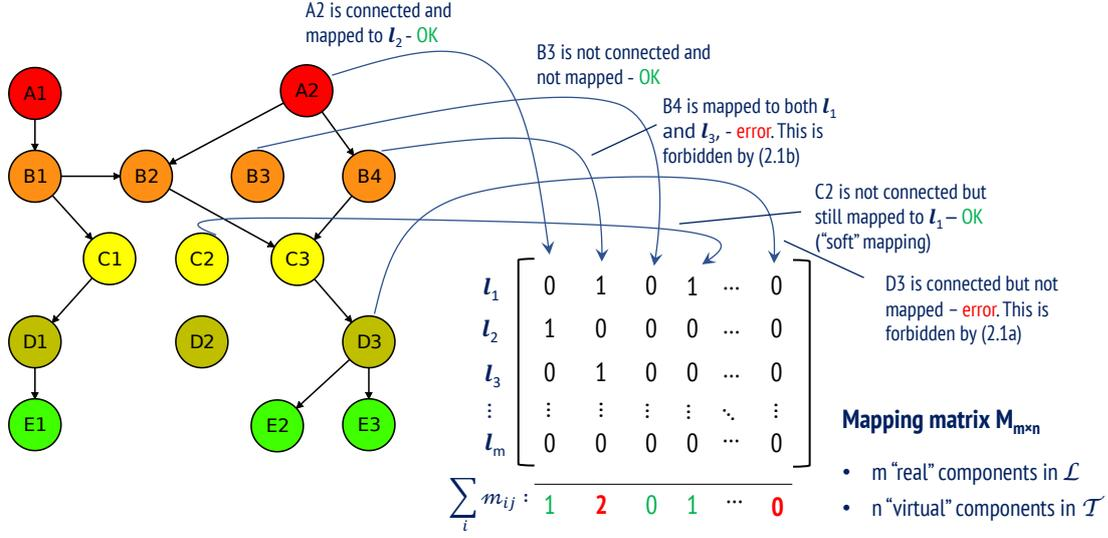 A2 is connected and
mapped to l₂ - OK
B3 is not connected and
not mapped - OK
B4 is mapped to both l₁
and l₃, - error. This is
forbidden by (2.1b)
C2 is not connected but
still mapped to l₁ – OK
("soft" mapping)
D3 is connected but not
mapped – error. This is
forbidden by (2.1a)
A1 A2
B1 B2 B3 B4
C1 C2 C3
D1 D2 D3
E1 E2 E3
l₁ 0 1 0 1 ... 0
l₂ 1 0 0 0 ... 0
l₃ 0 1 0 0 ... 0
⋮ ⋮ ⋮ ⋮ ⋮ ⋱ ⋮
lₘ 0 0 0 0 ... 0
∑ᵢ mᵢⱼ : 1 2 0 1 ... 0
Mapping matrix Mₘₓₙ
• m "real" components in ℒ
• n "virtual" components in 𝒯